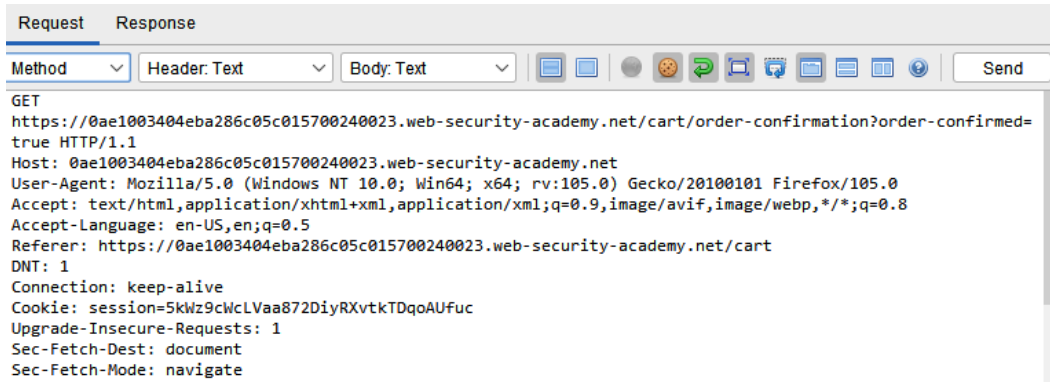 Request Response
Method Header: Text Body: Text Send
GET
https://0ae1003404eba286c05c015700240023.web-security-academy.net/cart/order-confirmation?order-confirmed=
true HTTP/1.1
Host: 0ae1003404eba286c05c015700240023.web-security-academy.net
User-Agent: Mozilla/5.0 (Windows NT 10.0; Win64; x64; rv:105.0) Gecko/20100101 Firefox/105.0
Accept: text/html,application/xhtml+xml,application/xml;q=0.9,image/avif,image/webp,*/*;q=0.8
Accept-Language: en-US,en;q=0.5
Referer: https://0ae1003404eba286c05c015700240023.web-security-academy.net/cart
DNT: 1
Connection: keep-alive
Cookie: session=5kWz9cWcLVaa872DiyRXvtkTDqoAUfuc
Upgrade-Insecure-Requests: 1
Sec-Fetch-Dest: document
Sec-Fetch-Mode: navigate